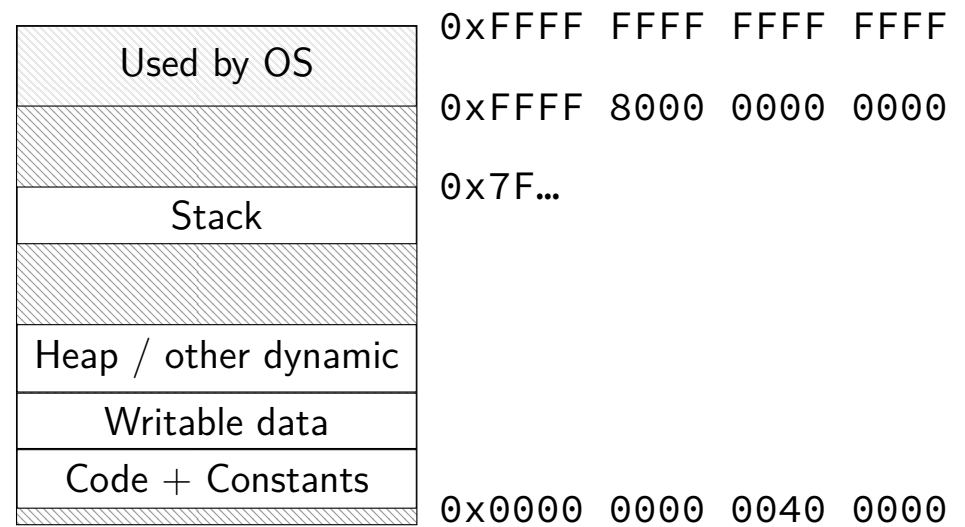 0xFFFF FFFF FFFF FFFF
Used by OS
0xFFFF 8000 0000 0000
0x7F…
Stack
Heap / other dynamic
Writable data
Code + Constants
0x0000 0000 0040 0000